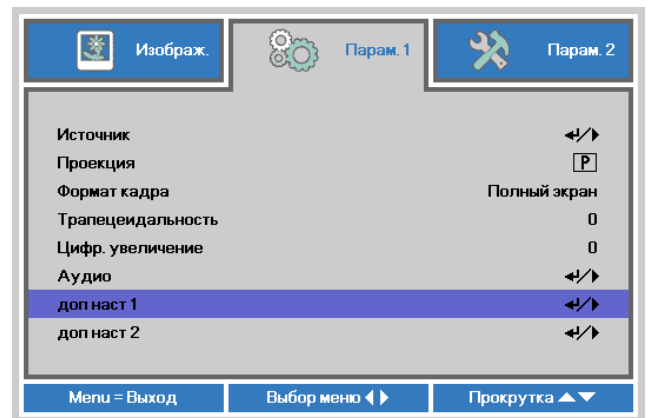 Изображ. Парам. 1 Парам. 2
Источник
Проекция P
Формат кадра Полный экран
Трапецеидальность 0
Цифр. увеличение 0
Аудио
доп наст 1
доп наст 2
Menu = Выход Выбор меню Прокрутка